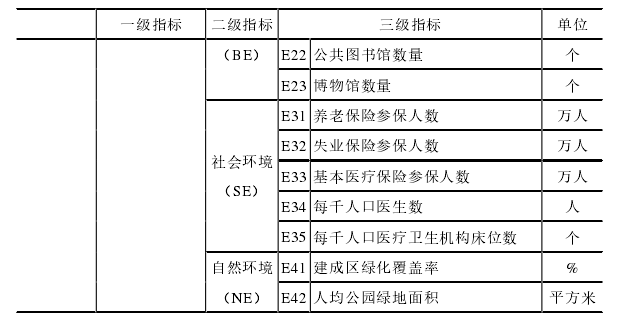 一级指标 二级指标 三级指标 单位
（BE） E22 公共图书馆数量 个
E23 博物馆数量 个
社会环境
（SE）
E31 养老保险参保人数 万人
E32 失业保险参保人数 万人
E33 基本医疗保险参保人数 万人
E34 每千人口医生数 人
E35 每千人口医疗卫生机构床位数 个
自然环境 E41 建成区绿化覆盖率 %
（NE） E42 人均公园绿地面积 平方米